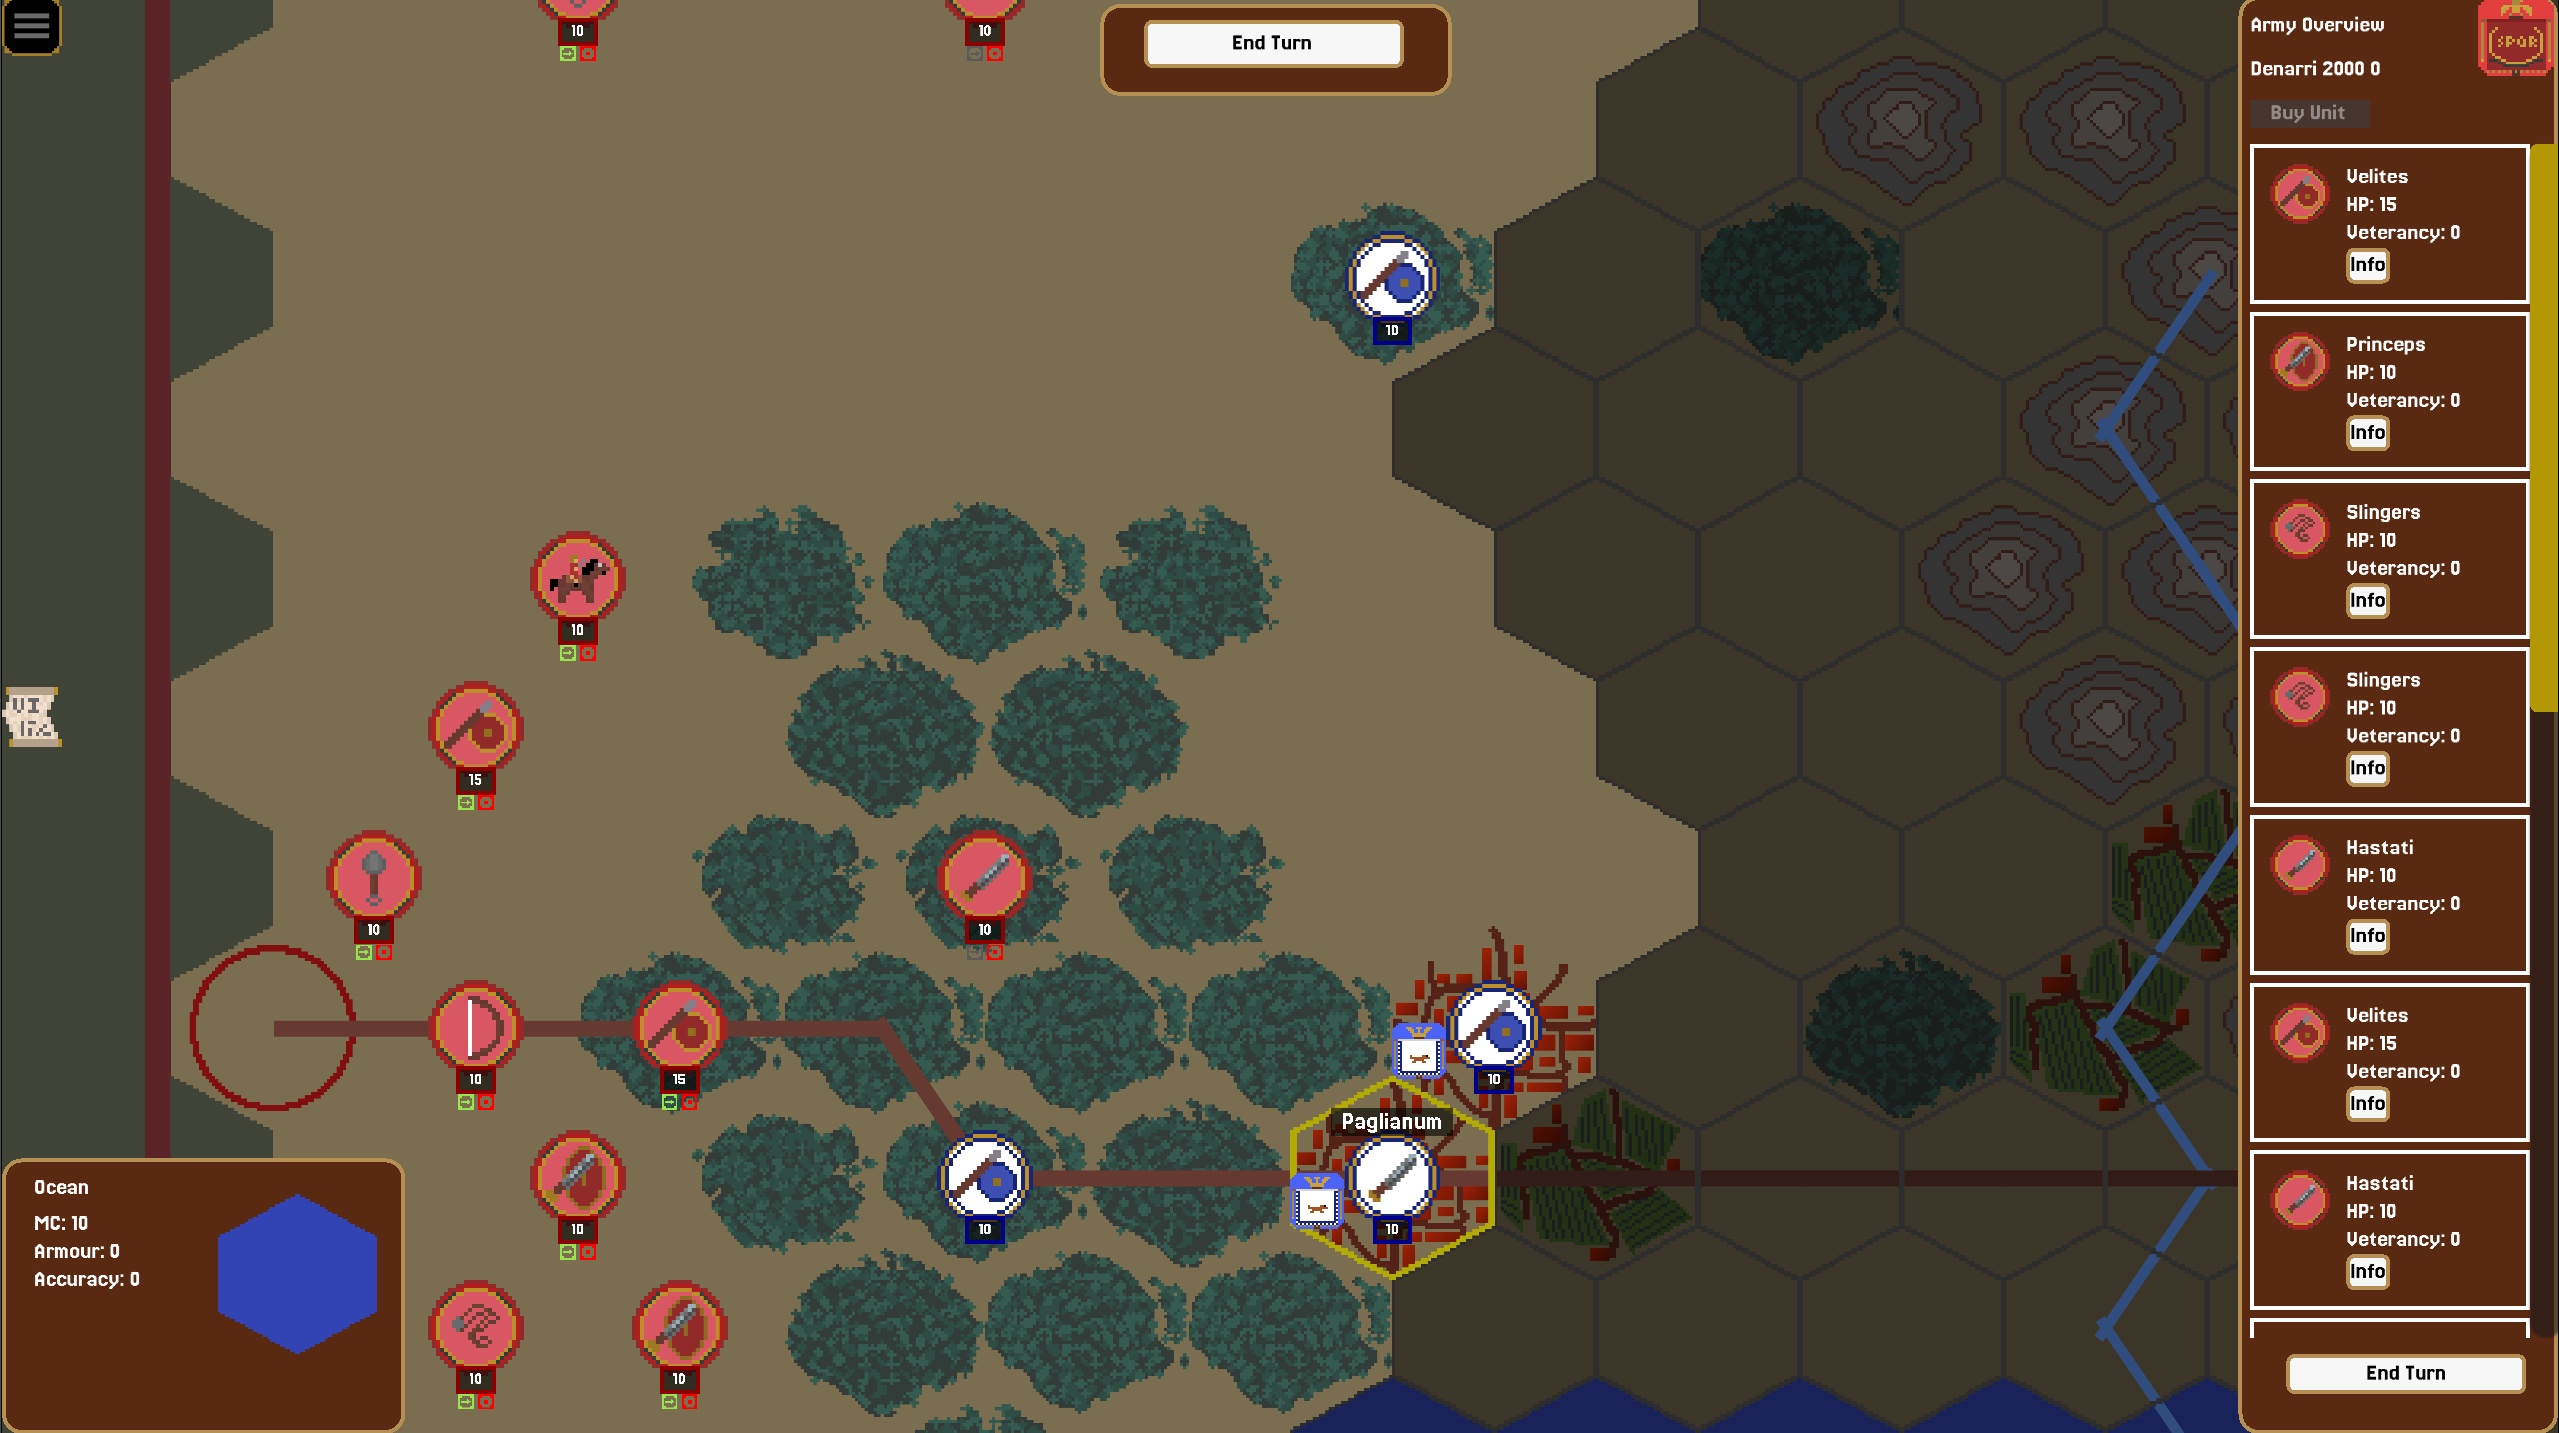 10
10
End Turn
Army Overview
SPQR
Denarri 2000 0
Buy Unit
Velites
HP: 15
Veterancy: 0
Info
10
Princeps
HP: 10
Veterancy: 0
Info
Slingers
HP: 10
Veterancy: 0
Info
10
Slingers
HP: 10
Veterancy: 0
Info
VI
15
Hastati
HP: 10
Veterancy: 0
Info
10
10
Velites
HP: 15
Veterancy: 0
Info
10
15
10
Paglianum
Hastati
HP: 10
Veterancy: 0
Info
10
10
10
Ocean
MC: 10
Armour: 0
Accuracy: 0
10
10
End Turn